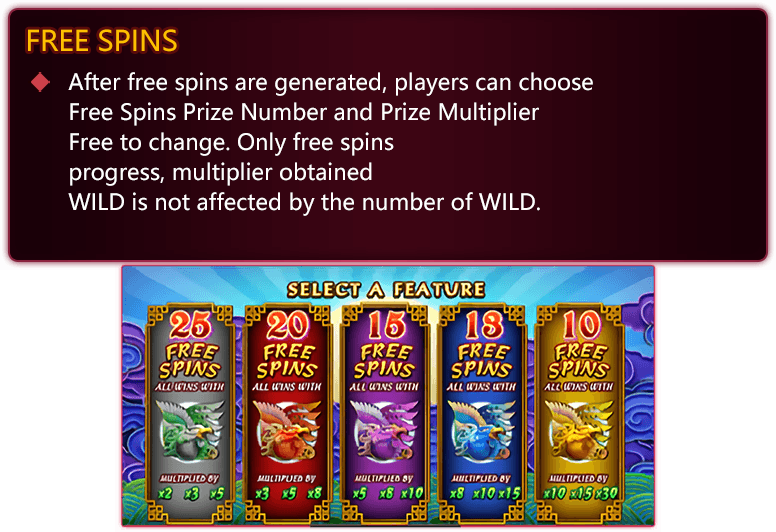 FREE SPINS
After free spins are generated, players can choose
Free Spins Prize Number and Prize Multiplier
Free to change. Only free spins
progress, multiplier obtained
WILD is not affected by the number of WILD.
SELECT A FEATURE
25 20 15 13 10
FREE SPINS FREE SPINS FREE SPINS FREE SPINS FREE SPINS
ALL WINS WITH ALL WINS WITH ALL WINS WITH ALL WINS WITH ALL WINS WITH
MULTIPLIED BY MULTIPLIED BY MULTIPLIED BY MULTIPLIED BY MULTIPLIED BY
x2 x3 x5 x3 x5 x8 x5 x8 x10 x8 x10 x15 x10 x15 x30